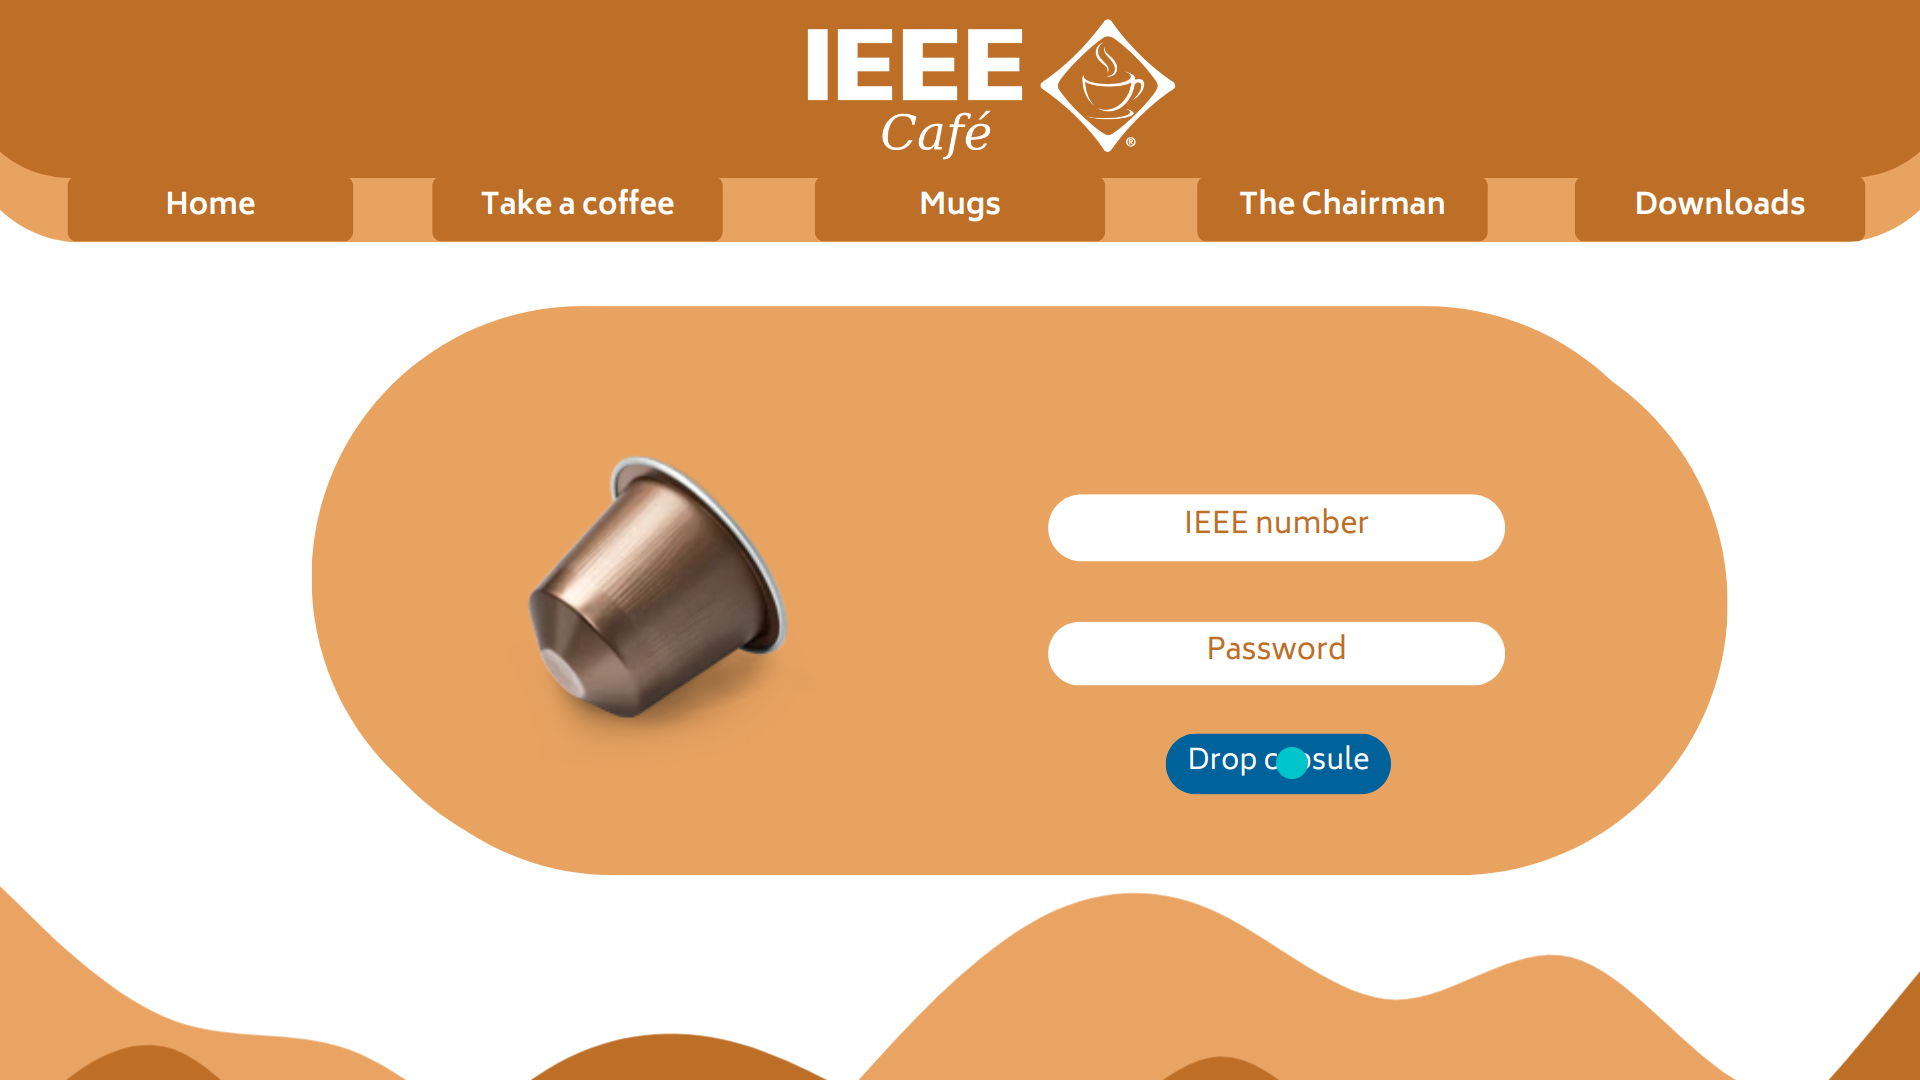 IEEE
Café
®
Home
Take a coffee
Mugs
The Chairman
Downloads
IEEE number
Password
Drop capsule